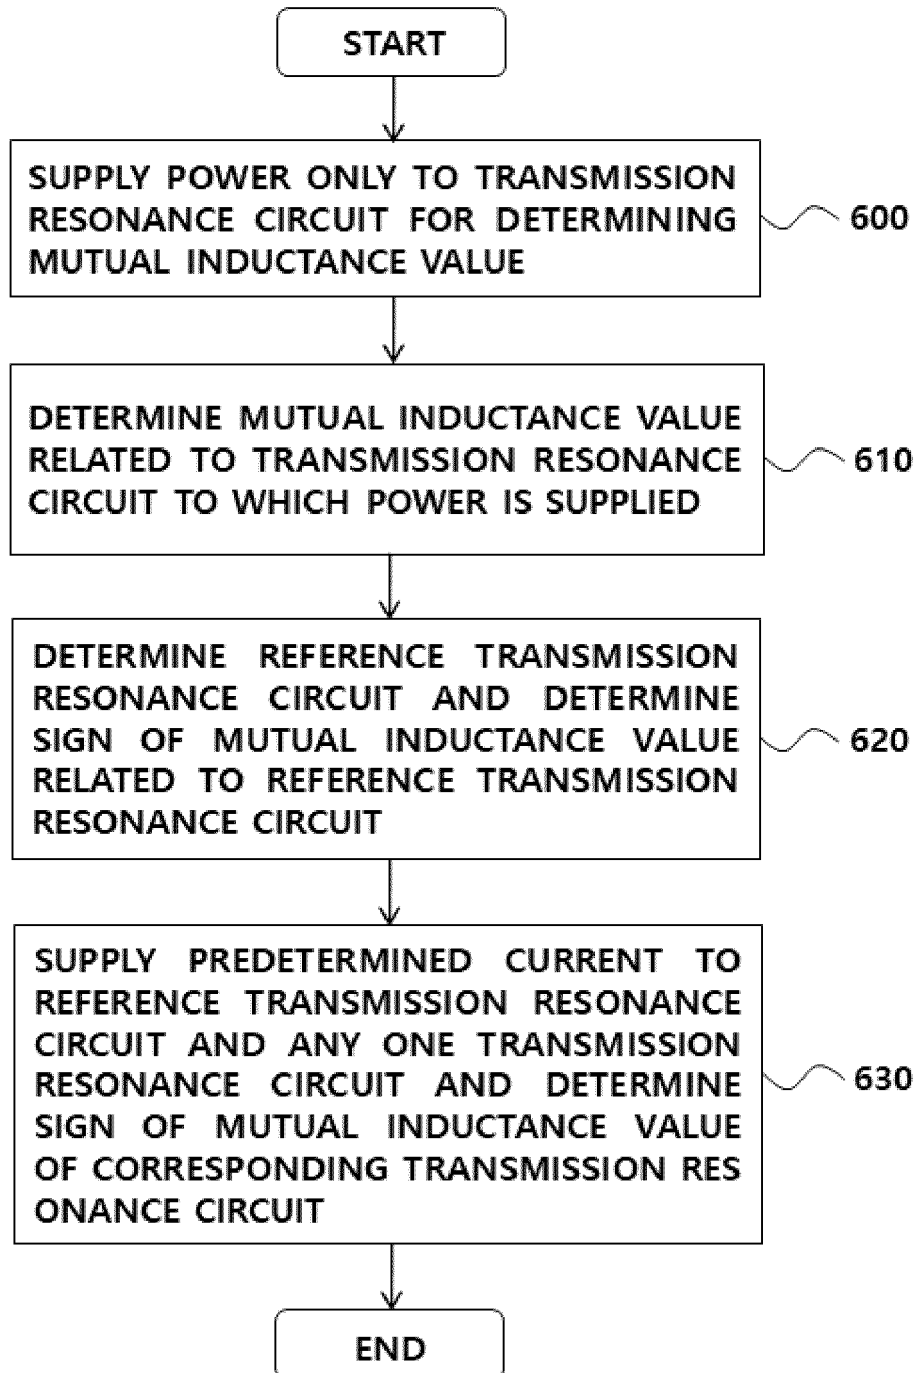 START
SUPPLY POWER ONLY TO TRANSMISSION
RESONANCE CIRCUIT FOR DETERMINING
MUTUAL INDUCTANCE VALUE
600
DETERMINE MUTUAL INDUCTANCE VALUE
RELATED TO TRANSMISSION RESONANCE
CIRCUIT TO WHICH POWER IS SUPPLIED
610
DETERMINE REFERENCE TRANSMISSION
RESONANCE CIRCUIT AND DETERMINE
SIGN OF MUTUAL INDUCTANCE VALUE
RELATED TO REFERENCE TRANSMISSION
RESONANCE CIRCUIT
620
SUPPLY PREDETERMINED CURRENT TO
REFERENCE TRANSMISSION RESONANCE
CIRCUIT AND ANY ONE TRANSMISSION
RESONANCE CIRCUIT AND DETERMINE
SIGN OF MUTUAL INDUCTANCE VALUE
OF CORRESPONDING TRANSMISSION RES
ONANCE CIRCUIT
630
END